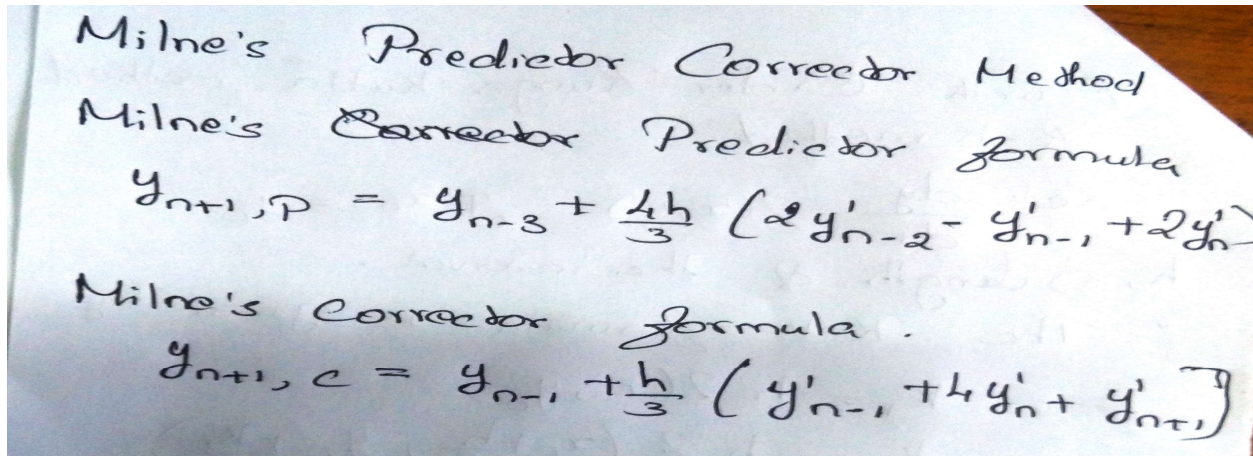 Milne's Predictor Corrector Method
Milne's Corrector Predictor formula
yₙ₊₁,P = yₙ₋₃ + 4h/3 (2y'ₙ₋₂ - y'ₙ₋₁ + 2y'ₙ)
Milne's Corrector formula.
yₙ₊₁, c = yₙ₋₁ + h/3 (y'ₙ₋₁ + 4y'ₙ + y'ₙ₊₁]